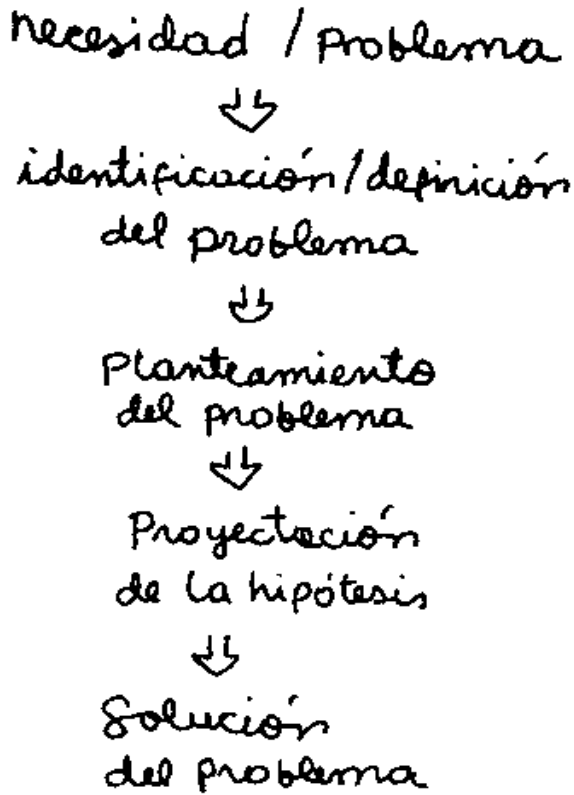 necesidad / problema
identificación/definición
del problema
Planteamiento
del problema
Proyectación
de la hipótesis
Solución
del problema